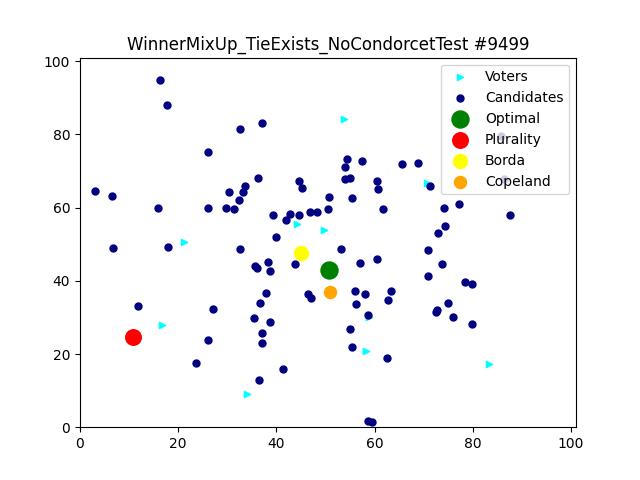 WinnerMixUp_TieExists_NoCondorcetTest #9499
Voters
Candidates
Optimal
Plurality
Borda
Copeland
100
80
60
40
20
0
0 20 40 60 80 100